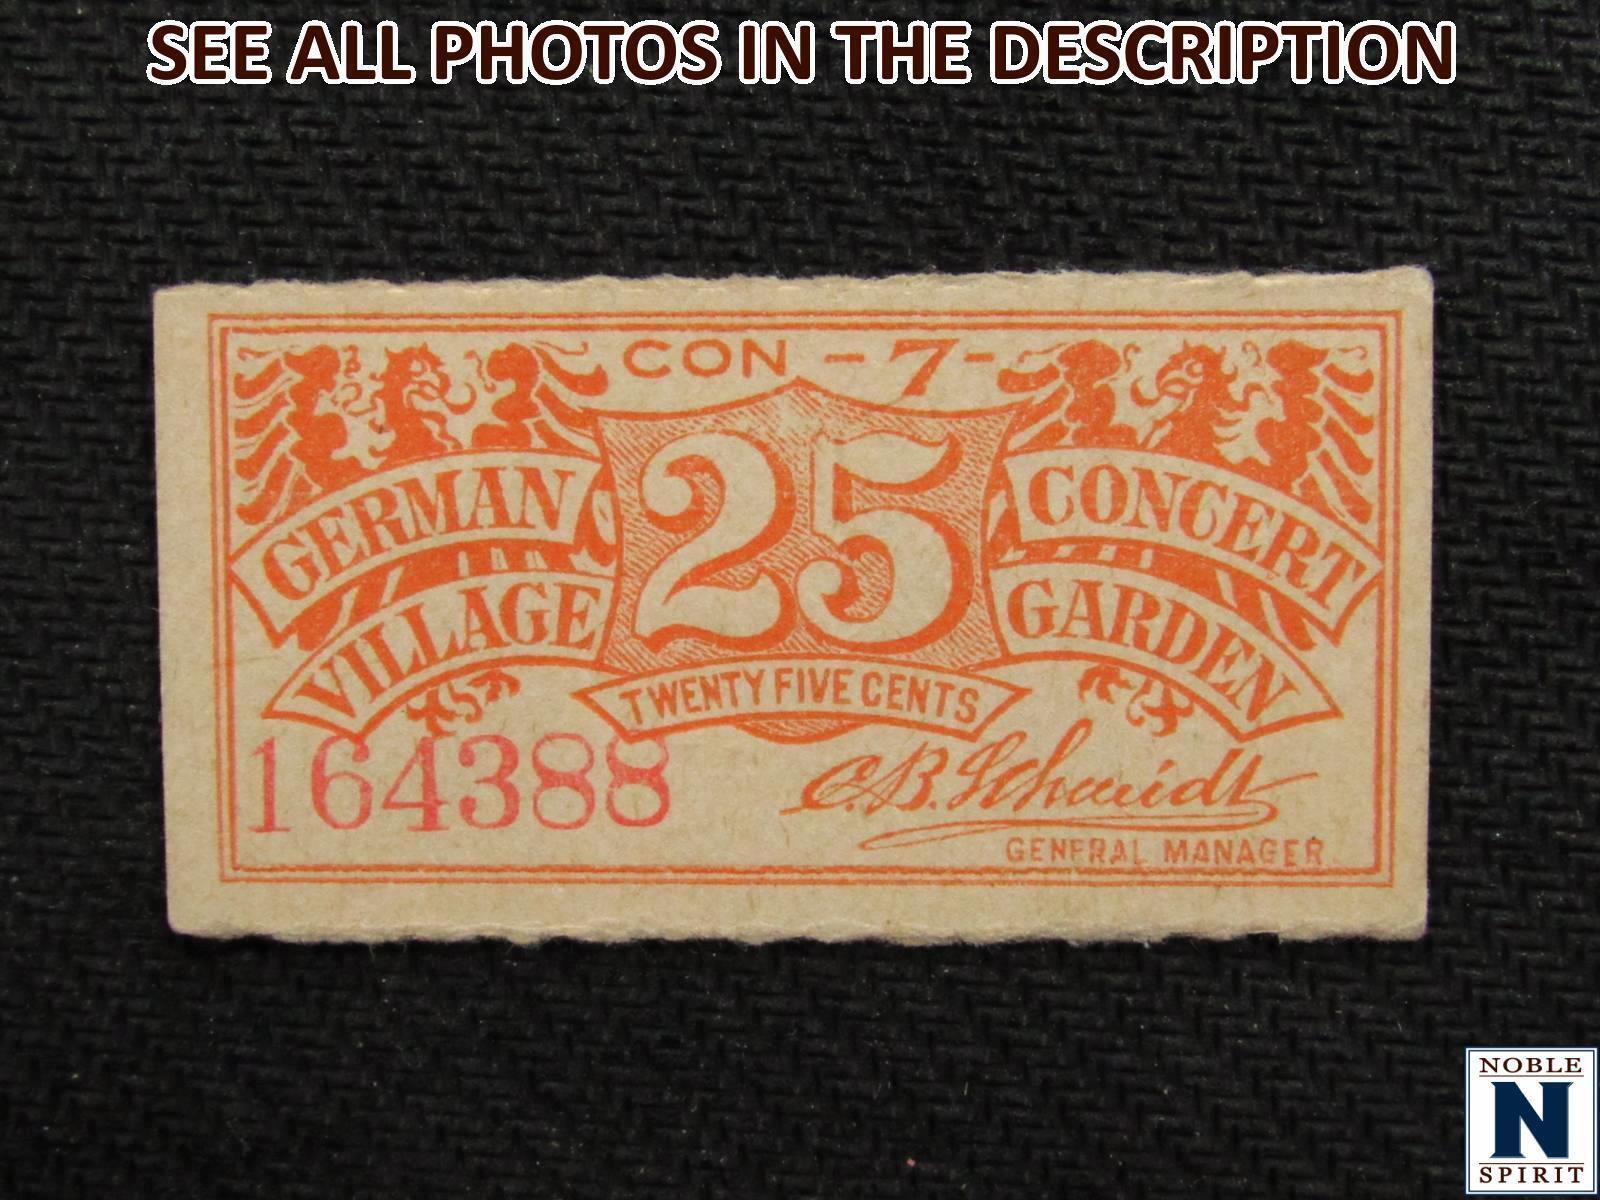 SEE ALL PHOTOS IN THE DESCRIPTION
CON - 7 -
GERMAN
VILLAGE
25
CONCERT
GARDEN
TWENTY FIVE CENTS
164388
C.B. Schmidt
GENERAL MANAGER.
NOBLE
N
SPIRIT